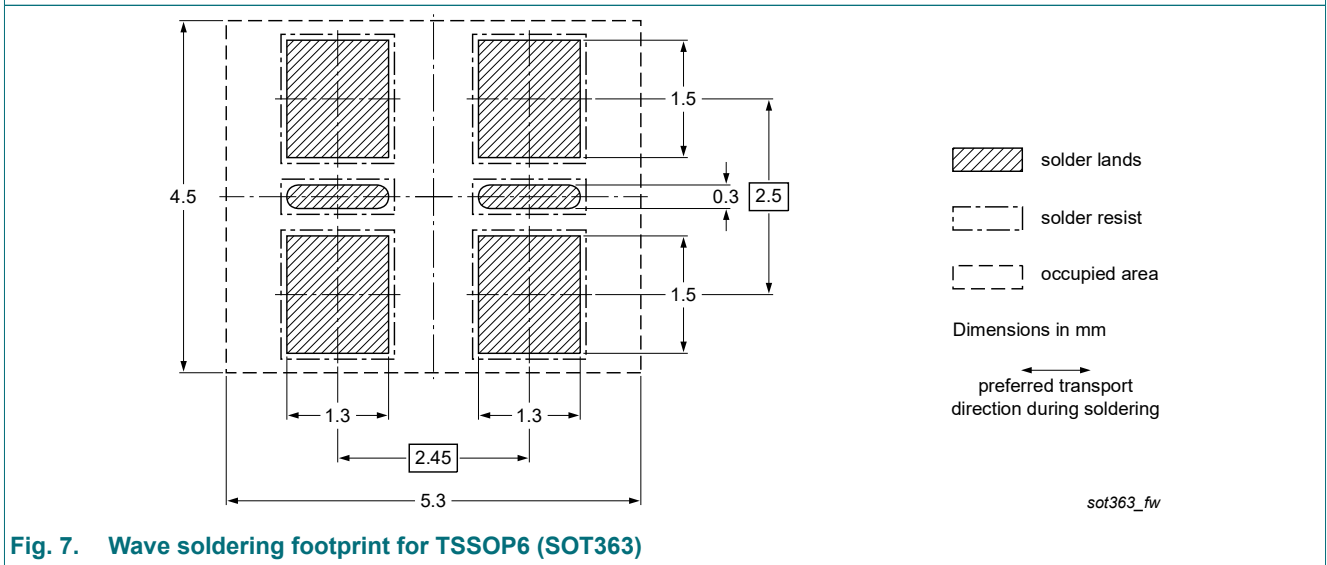 1.5
4.5
0.3
2.5
1.5
1.3
1.3
2.45
5.3
solder lands
solder resist
occupied area
Dimensions in mm
preferred transport
direction during soldering
sot363_fw
Fig. 7. Wave soldering footprint for TSSOP6 (SOT363)